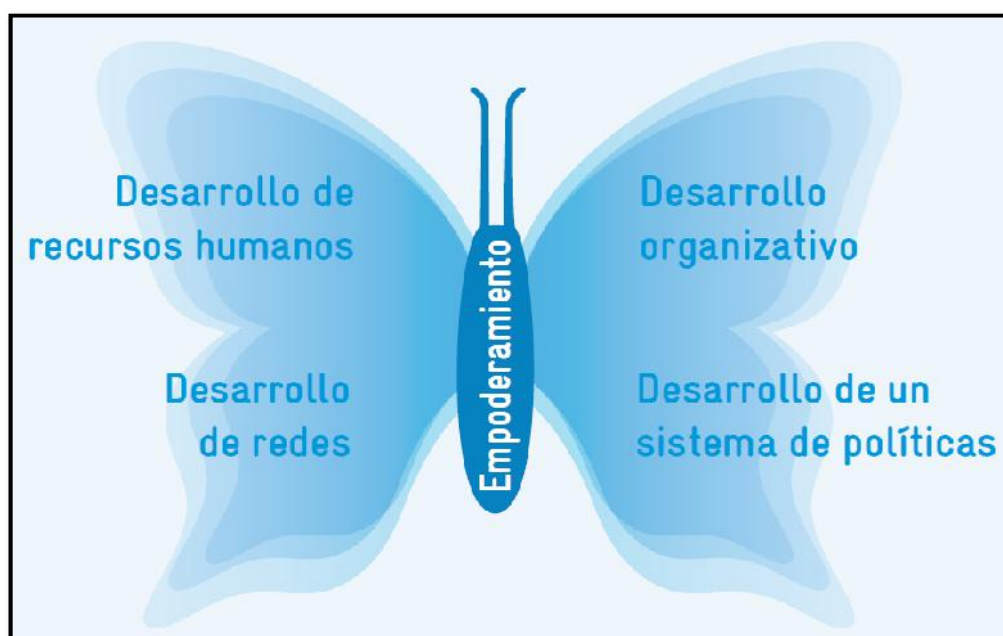 Desarrollo de
recursos humanos
Desarrollo
organizativo
Empoderamiento
Desarrollo
de redes
Desarrollo de un
sistema de políticas